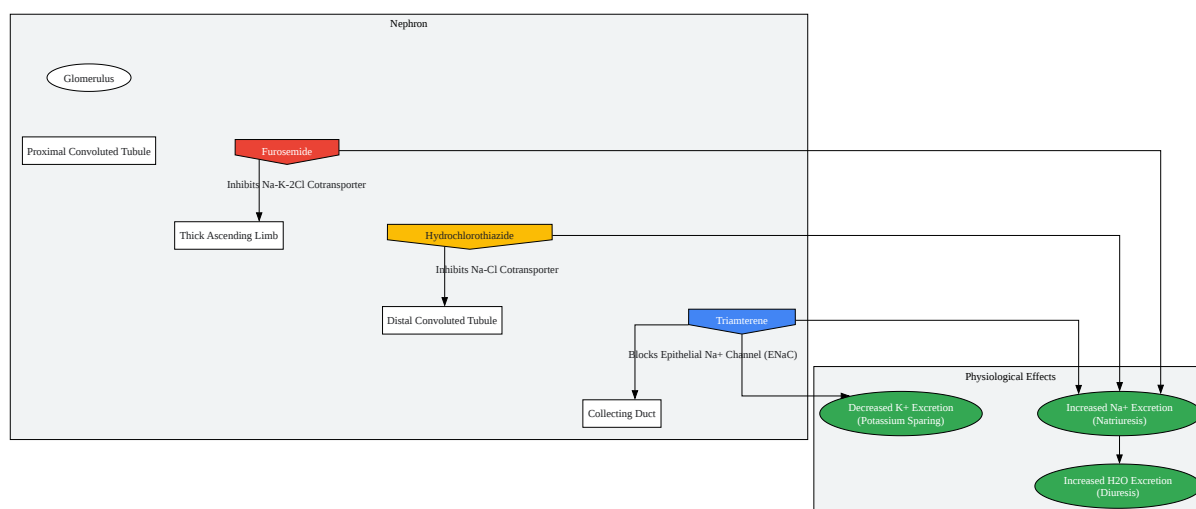 Nephron
Glomerulus
Proximal Convoluted Tubule
Furosemide
Inhibits Na-K-2Cl Cotransporter
Thick Ascending Limb
Hydrochlorothiazide
Inhibits Na-Cl Cotransporter
Distal Convoluted Tubule
Triamterene
Blocks Epithelial Na+ Channel (ENaC)
Collecting Duct
Physiological Effects
Decreased K+ Excretion
(Potassium Sparing)
Increased Na+ Excretion
(Natriuresis)
Increased H2O Excretion
(Diuresis)